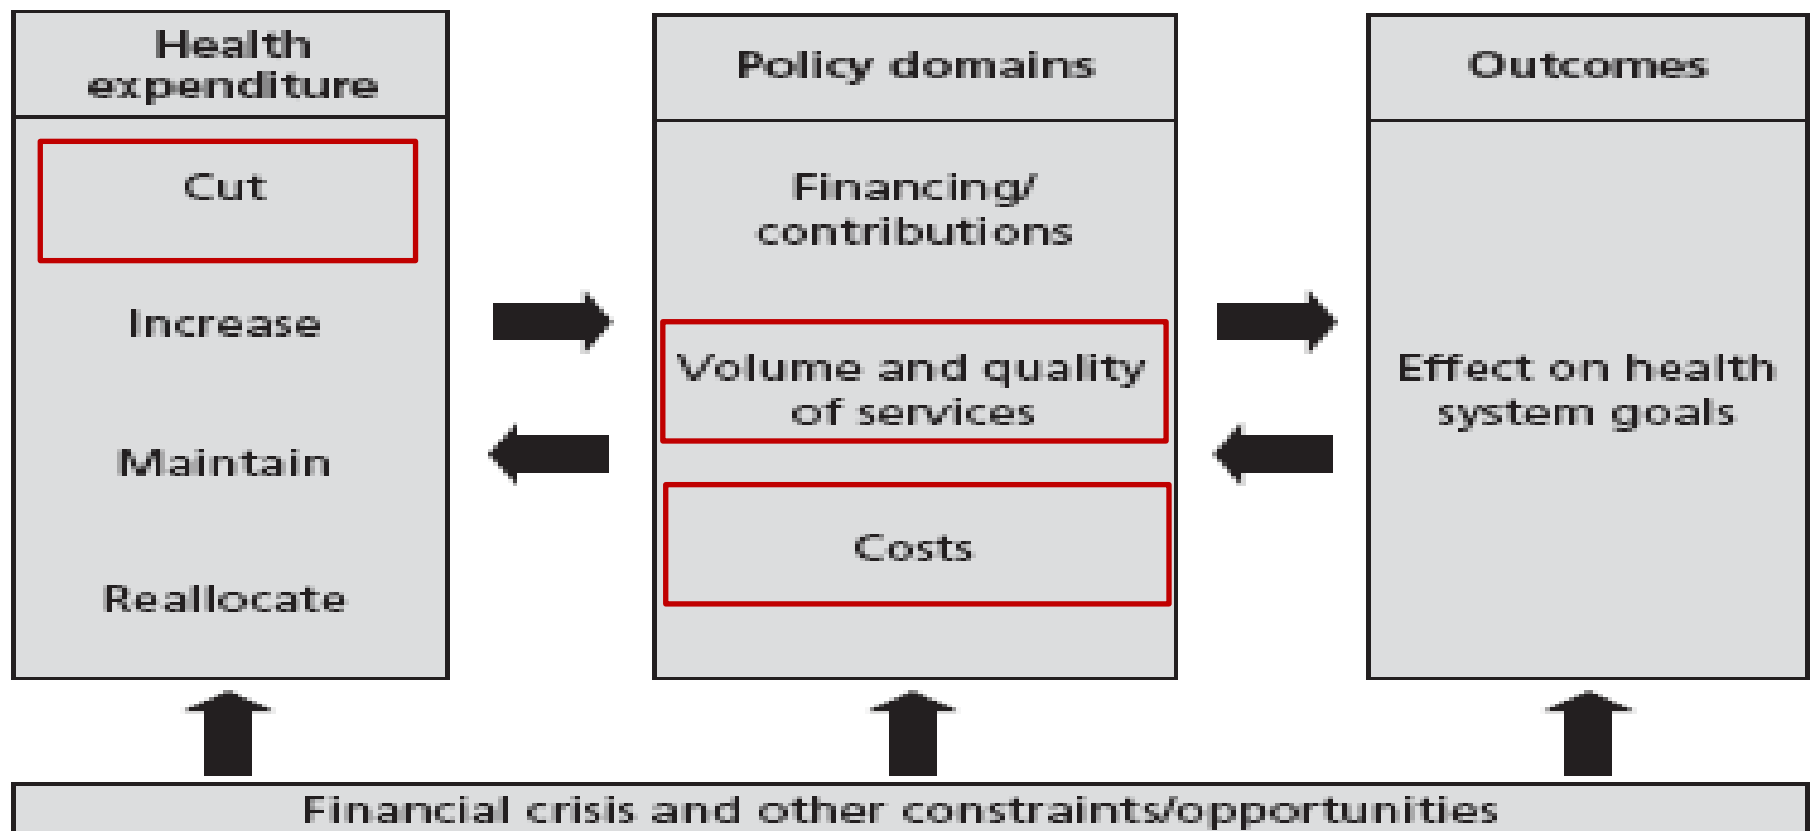 Health
expenditure
Cut
Increase
Maintain
Reallocate
Policy domains
Financing/
contributions
Volume and quality
of services
Costs
Outcomes
Effect on health
system goals
Financial crisis and other constraints/opportunities